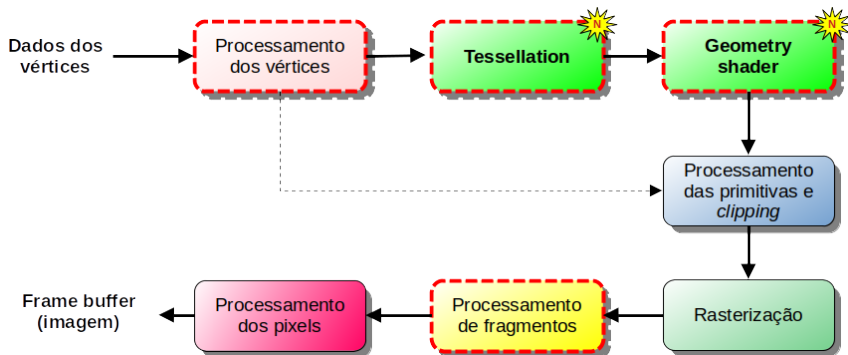 Dados dos
vértices
Processamento
dos vértices
Tessellation
N
Geometry
shader
N
Processamento
das primitivas e
clipping
Frame buffer
(imagem)
Processamento
dos pixels
Processamento
de fragmentos
Rasterização